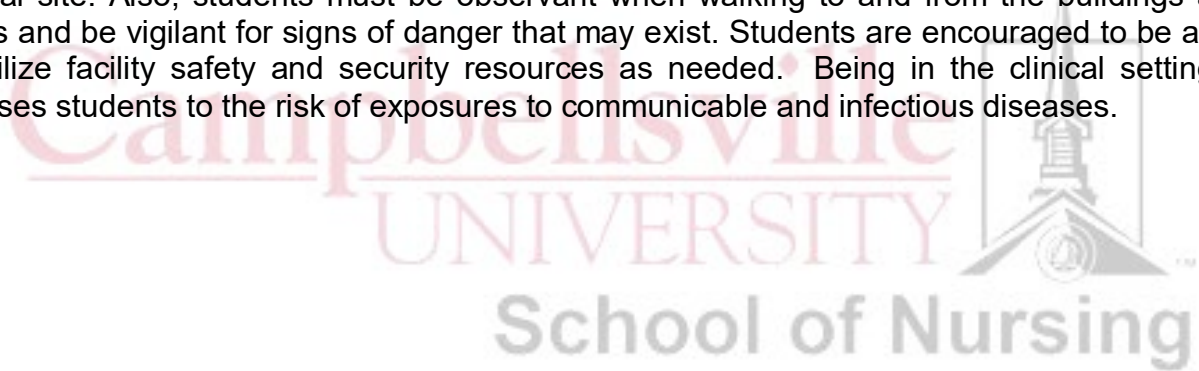 al site. Also, students must be observant when walking to and from the buildings
s and be vigilant for signs of danger that may exist. Students are encouraged to be a
ilize facility safety and security resources as needed. Being in the clinical setting
ses students to the risk of exposures to communicable and infectious diseases.
Campbellsville
UNIVERSITY
School of Nursing